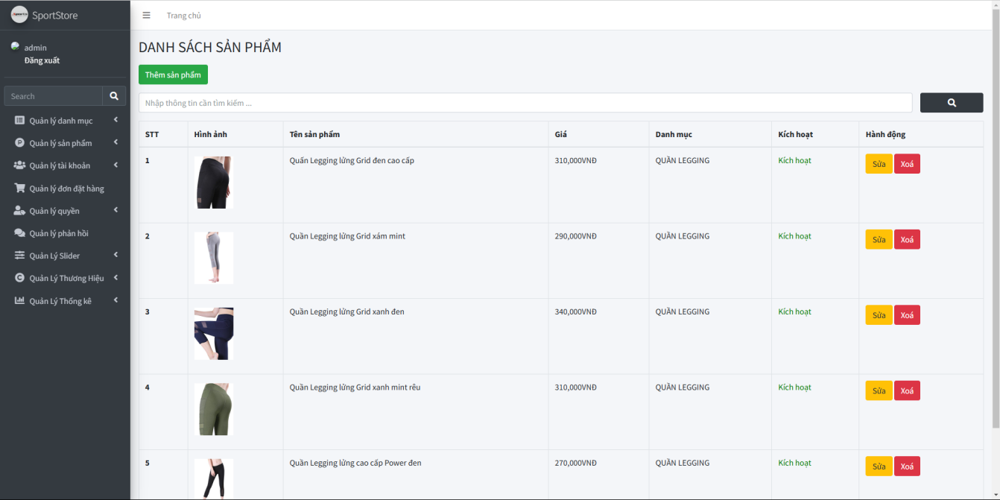 SportStore
Trang chủ
admin
Đăng xuất
Search
Quản lý danh mục
Quản lý sản phẩm
Quản lý tài khoản
Quản lý đơn đặt hàng
Quản lý quyền
Quản lý phản hồi
Quản Lý Slider
Quản Lý Thương Hiệu
Quản Lý Thống kê
DANH SÁCH SẢN PHẨM
Thêm sản phẩm
Nhập thông tin cần tìm kiếm ...
STT Hình ảnh Tên sản phẩm Giá Danh mục Kích hoạt Hành động
1 Quần Legging lửng Grid đen cao cấp 310,000VNĐ QUẦN LEGGING Kích hoạt Sửa Xoá
2 Quần Legging lửng Grid xám mint 290,000VNĐ QUẦN LEGGING Kích hoạt Sửa Xoá
3 Quần Legging lửng Grid xanh đen 340,000VNĐ QUẦN LEGGING Kích hoạt Sửa Xoá
4 Quần Legging lửng Grid xanh mint rêu 310,000VNĐ QUẦN LEGGING Kích hoạt Sửa Xoá
5 Quần Legging lửng cao cấp Power đen 270,000VNĐ QUẦN LEGGING Kích hoạt Sửa Xoá